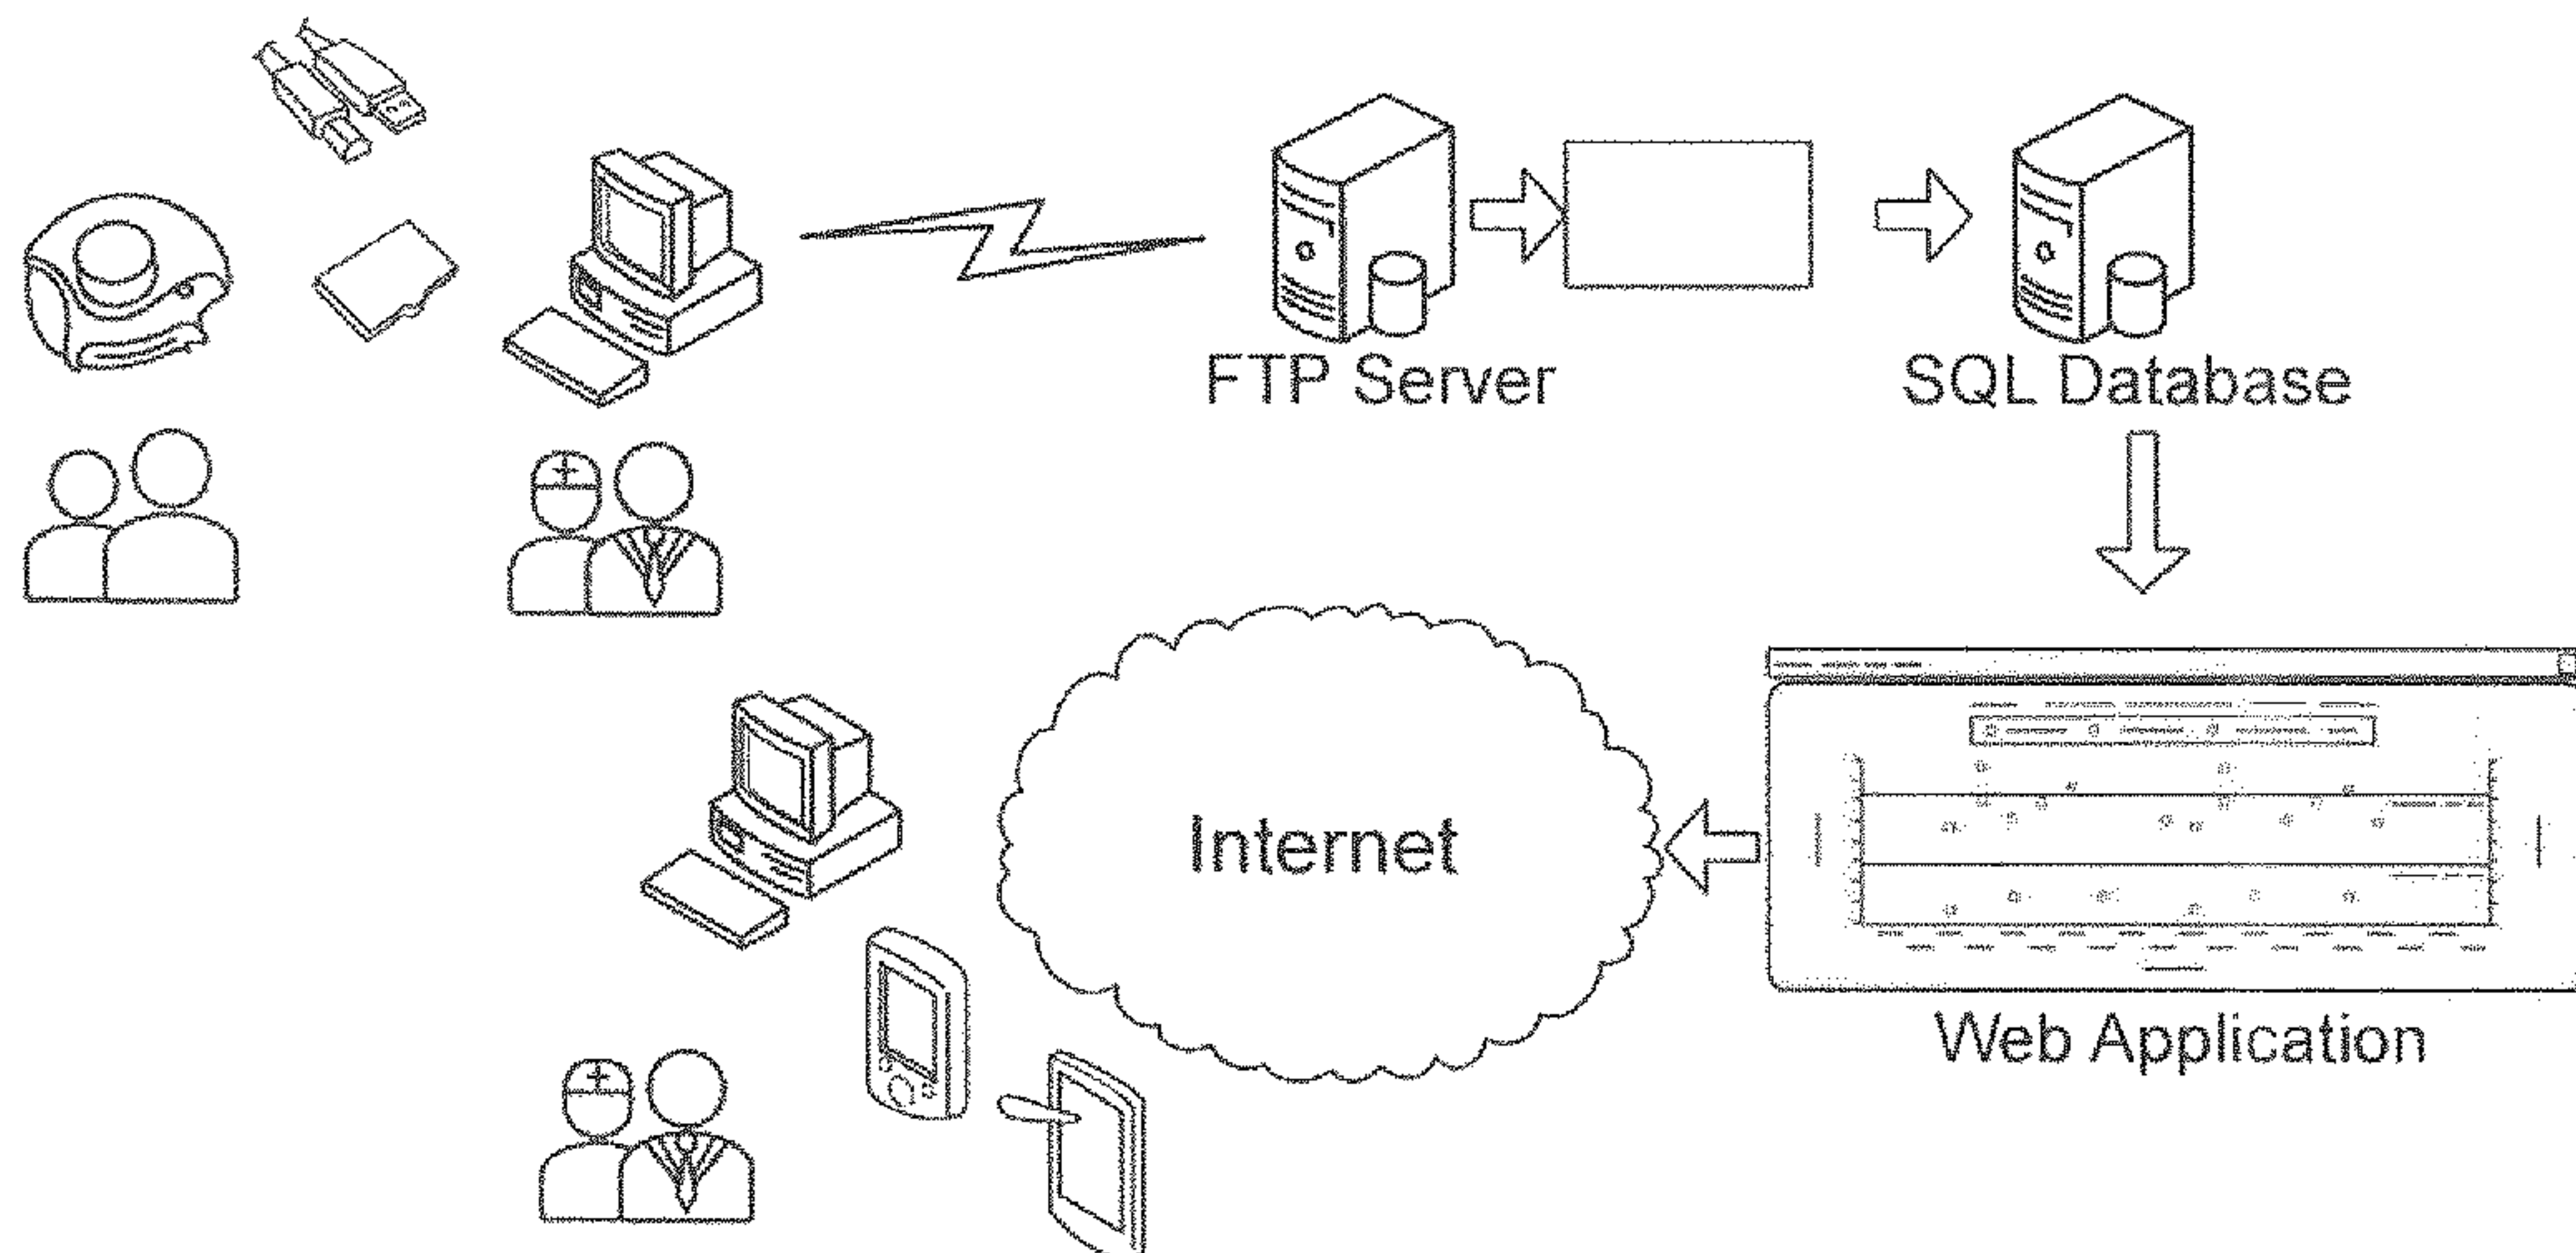 FTP Server
SQL Database
Internet
Web Application